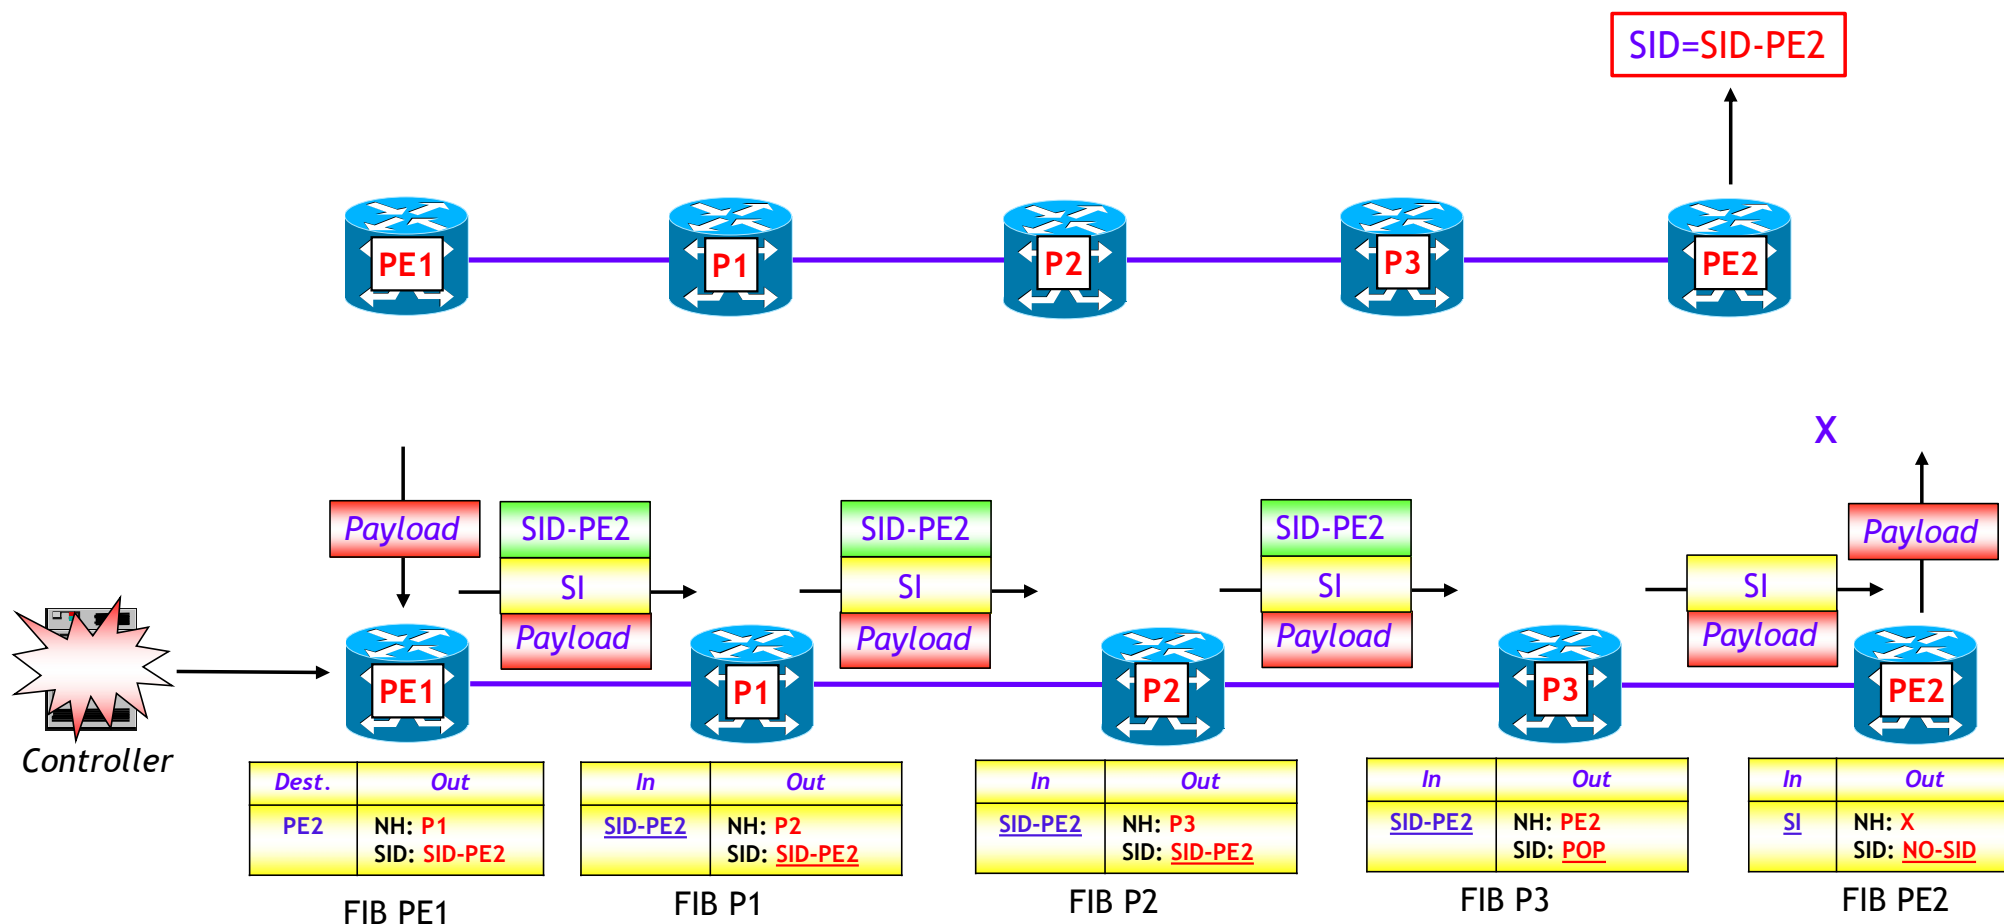 SID=SID-PE2
PE1
P1
P2
P3
PE2
X
Payload
SID-PE2
SI
Payload
SID-PE2
SI
Payload
SID-PE2
SI
Payload
SI
Payload
Payload
Controller
PE1
P1
P2
P3
PE2
Dest. Out
PE2 NH: P1
SID: SID-PE2
FIB PE1
In Out
SID-PE2 NH: P2
SID: SID-PE2
FIB P1
In Out
SID-PE2 NH: P3
SID: SID-PE2
FIB P2
In Out
SID-PE2 NH: PE2
SID: POP
FIB P3
In Out
SI NH: X
SID: NO-SID
FIB PE2